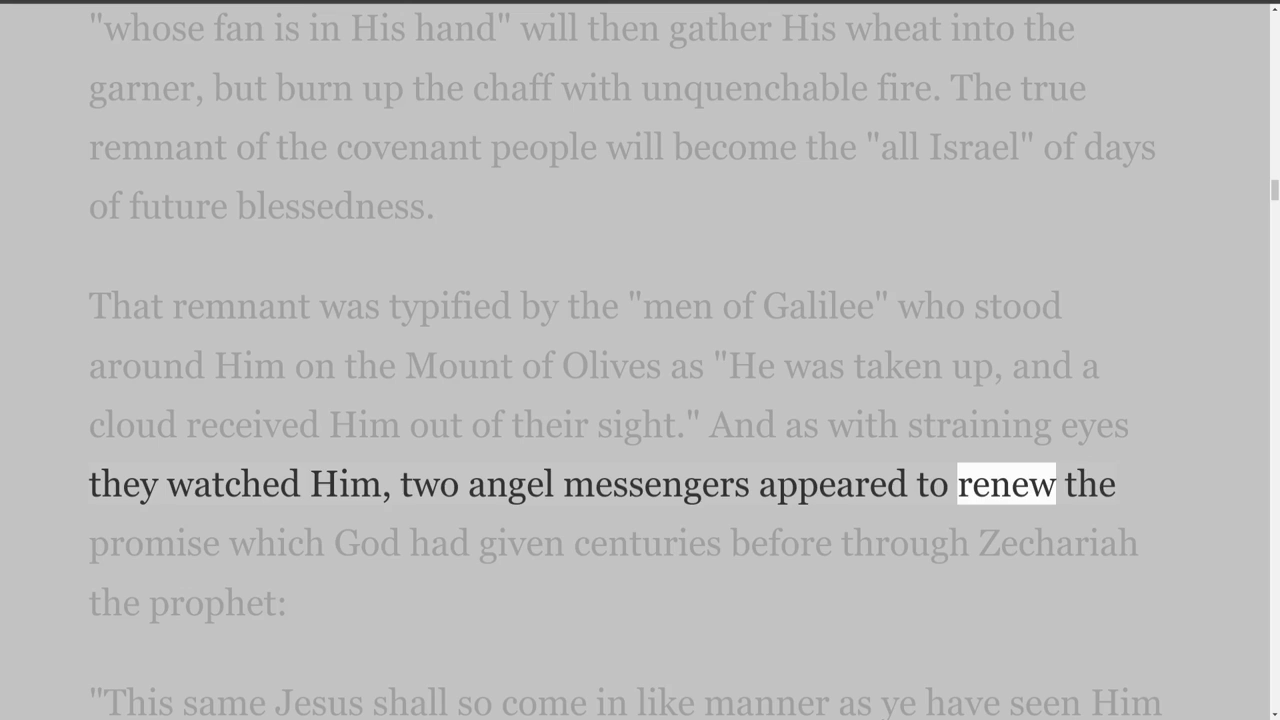 "whose fan is in His hand" will then gather His wheat into the
garner, but burn up the chaff with unquenchable fire. The true
remnant of the covenant people will become the "all Israel" of days
of future blessedness.
That remnant was typified by the "men of Galilee" who stood
around Him on the Mount of Olives as "He was taken up, and a
cloud received Him out of their sight." And as with straining eyes
they watched Him, two angel messengers appeared to renew the
promise which God had given centuries before through Zechariah
the prophet:
"This same Jesus shall so come in like manner as ye have seen Him